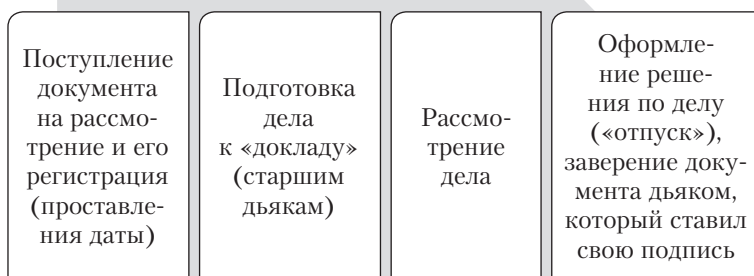 Поступление
документа
на рассмо-
трение и его
регистрация
(проставле-
ния даты)
Подготовка
дела
к «докладу»
(старшим
дьякам)
Рассмо-
трение
дела
Оформле-
ние реше-
ния по делу
(«отпуск»),
заверение доку-
мента дьяком,
который ставил
свою подпись